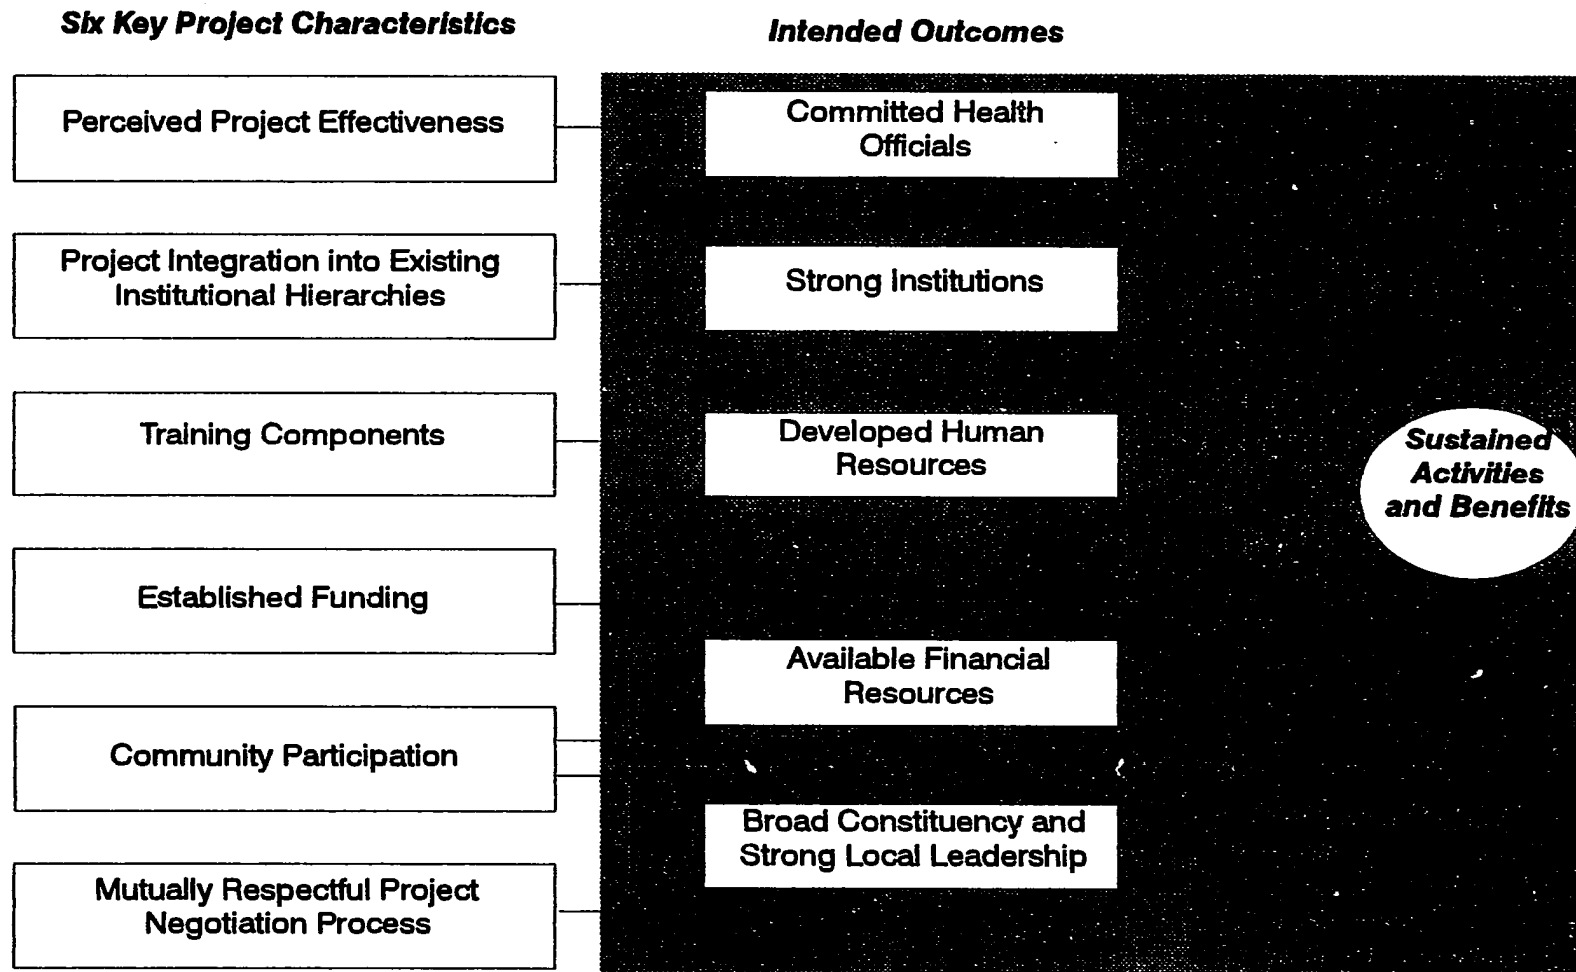 Six Key Project Characteristics
Perceived Project Effectiveness
Project Integration into Existing
Institutional Hierarchies
Training Components
Established Funding
Community Participation
Mutually Respectful Project
Negotiation Process
Intended Outcomes
Committed Health
Officials
Strong Institutions
Developed Human
Resources
Available Financial
Resources
Broad Constituency and
Strong Local Leadership
Sustained
Activities
and Benefits